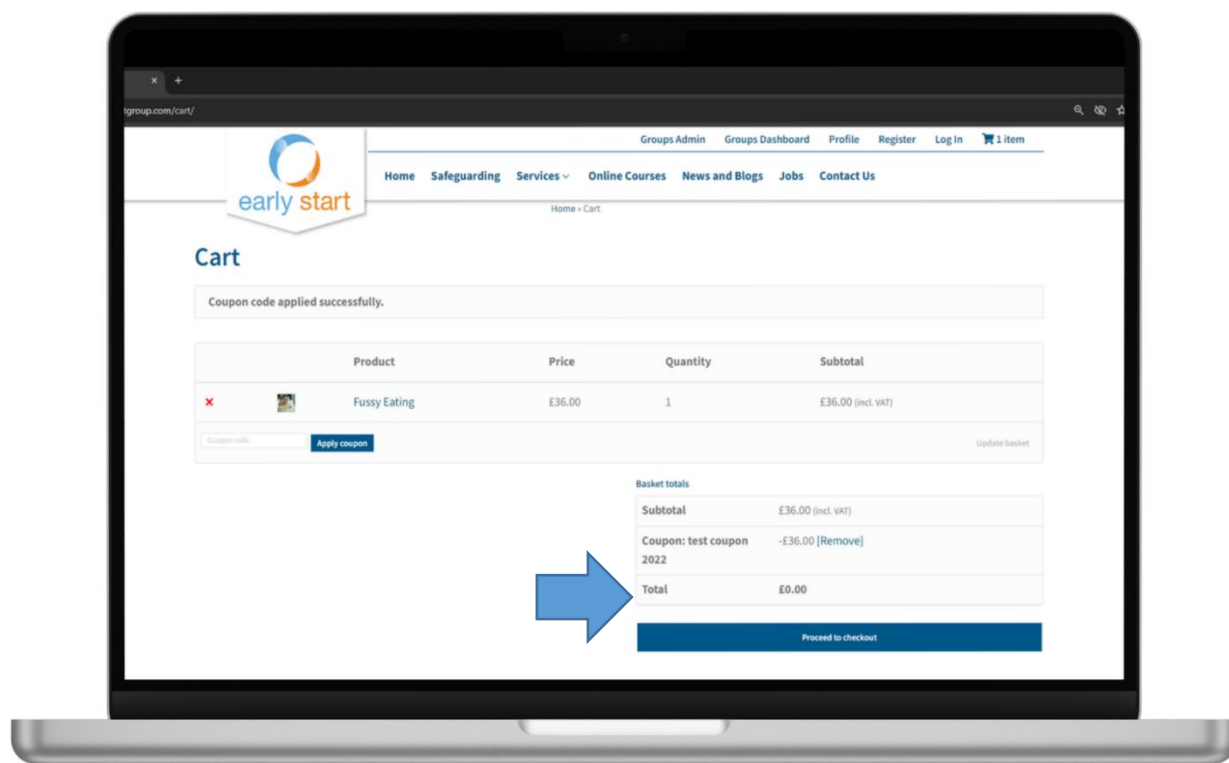 × +
tgroup.com/cart/
Groups Admin Groups Dashboard Profile Register Log In 1 item
early start
Home Safeguarding Services Online Courses News and Blogs Jobs Contact Us
Home » Cart
Cart
Coupon code applied successfully.
Product Price Quantity Subtotal
× Fussy Eating £36.00 1 £36.00 (incl. VAT)
Coupon code Apply coupon Update basket
Basket totals
Subtotal £36.00 (incl. VAT)
Coupon: test coupon -£36.00 [Remove]
2022
Total £0.00
Proceed to checkout